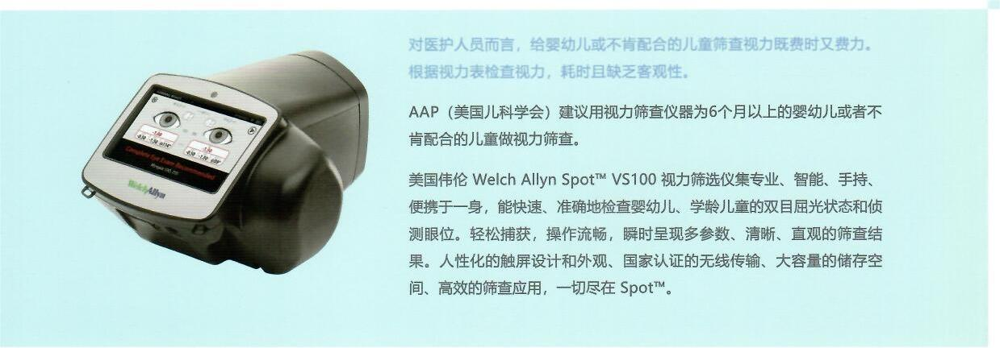 对医护人员而言，给婴幼儿或不肯配合的儿童筛查视力既费时又费力。
根据视力表检查视力，耗时且缺乏客观性。
AAP（美国儿科学会）建议用视力筛查仪器为6个月以上的婴幼儿或者不
肯配合的儿童做视力筛查。
美国伟伦 Welch Allyn Spot™ VS100 视力筛选仪集专业、智能、手持、
便携于一身，能快速、准确地检查婴幼儿、学龄儿童的双目屈光状态和侦
测眼位。轻松捕获，操作流畅，瞬时呈现多参数、清晰、直观的筛查结
果。人性化的触屏设计和外观、国家认证的无线传输、大容量的储存空
间、高效的筛查应用，一切尽在 Spot™。
Complete Eye Exam Recommended
WelchAllyn